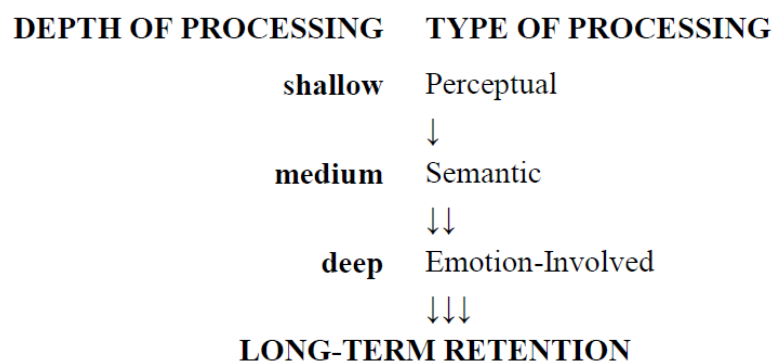 DEPTH OF PROCESSING TYPE OF PROCESSING
shallow Perceptual
↓
medium Semantic
↓↓
deep Emotion-Involved
↓↓↓
LONG-TERM RETENTION